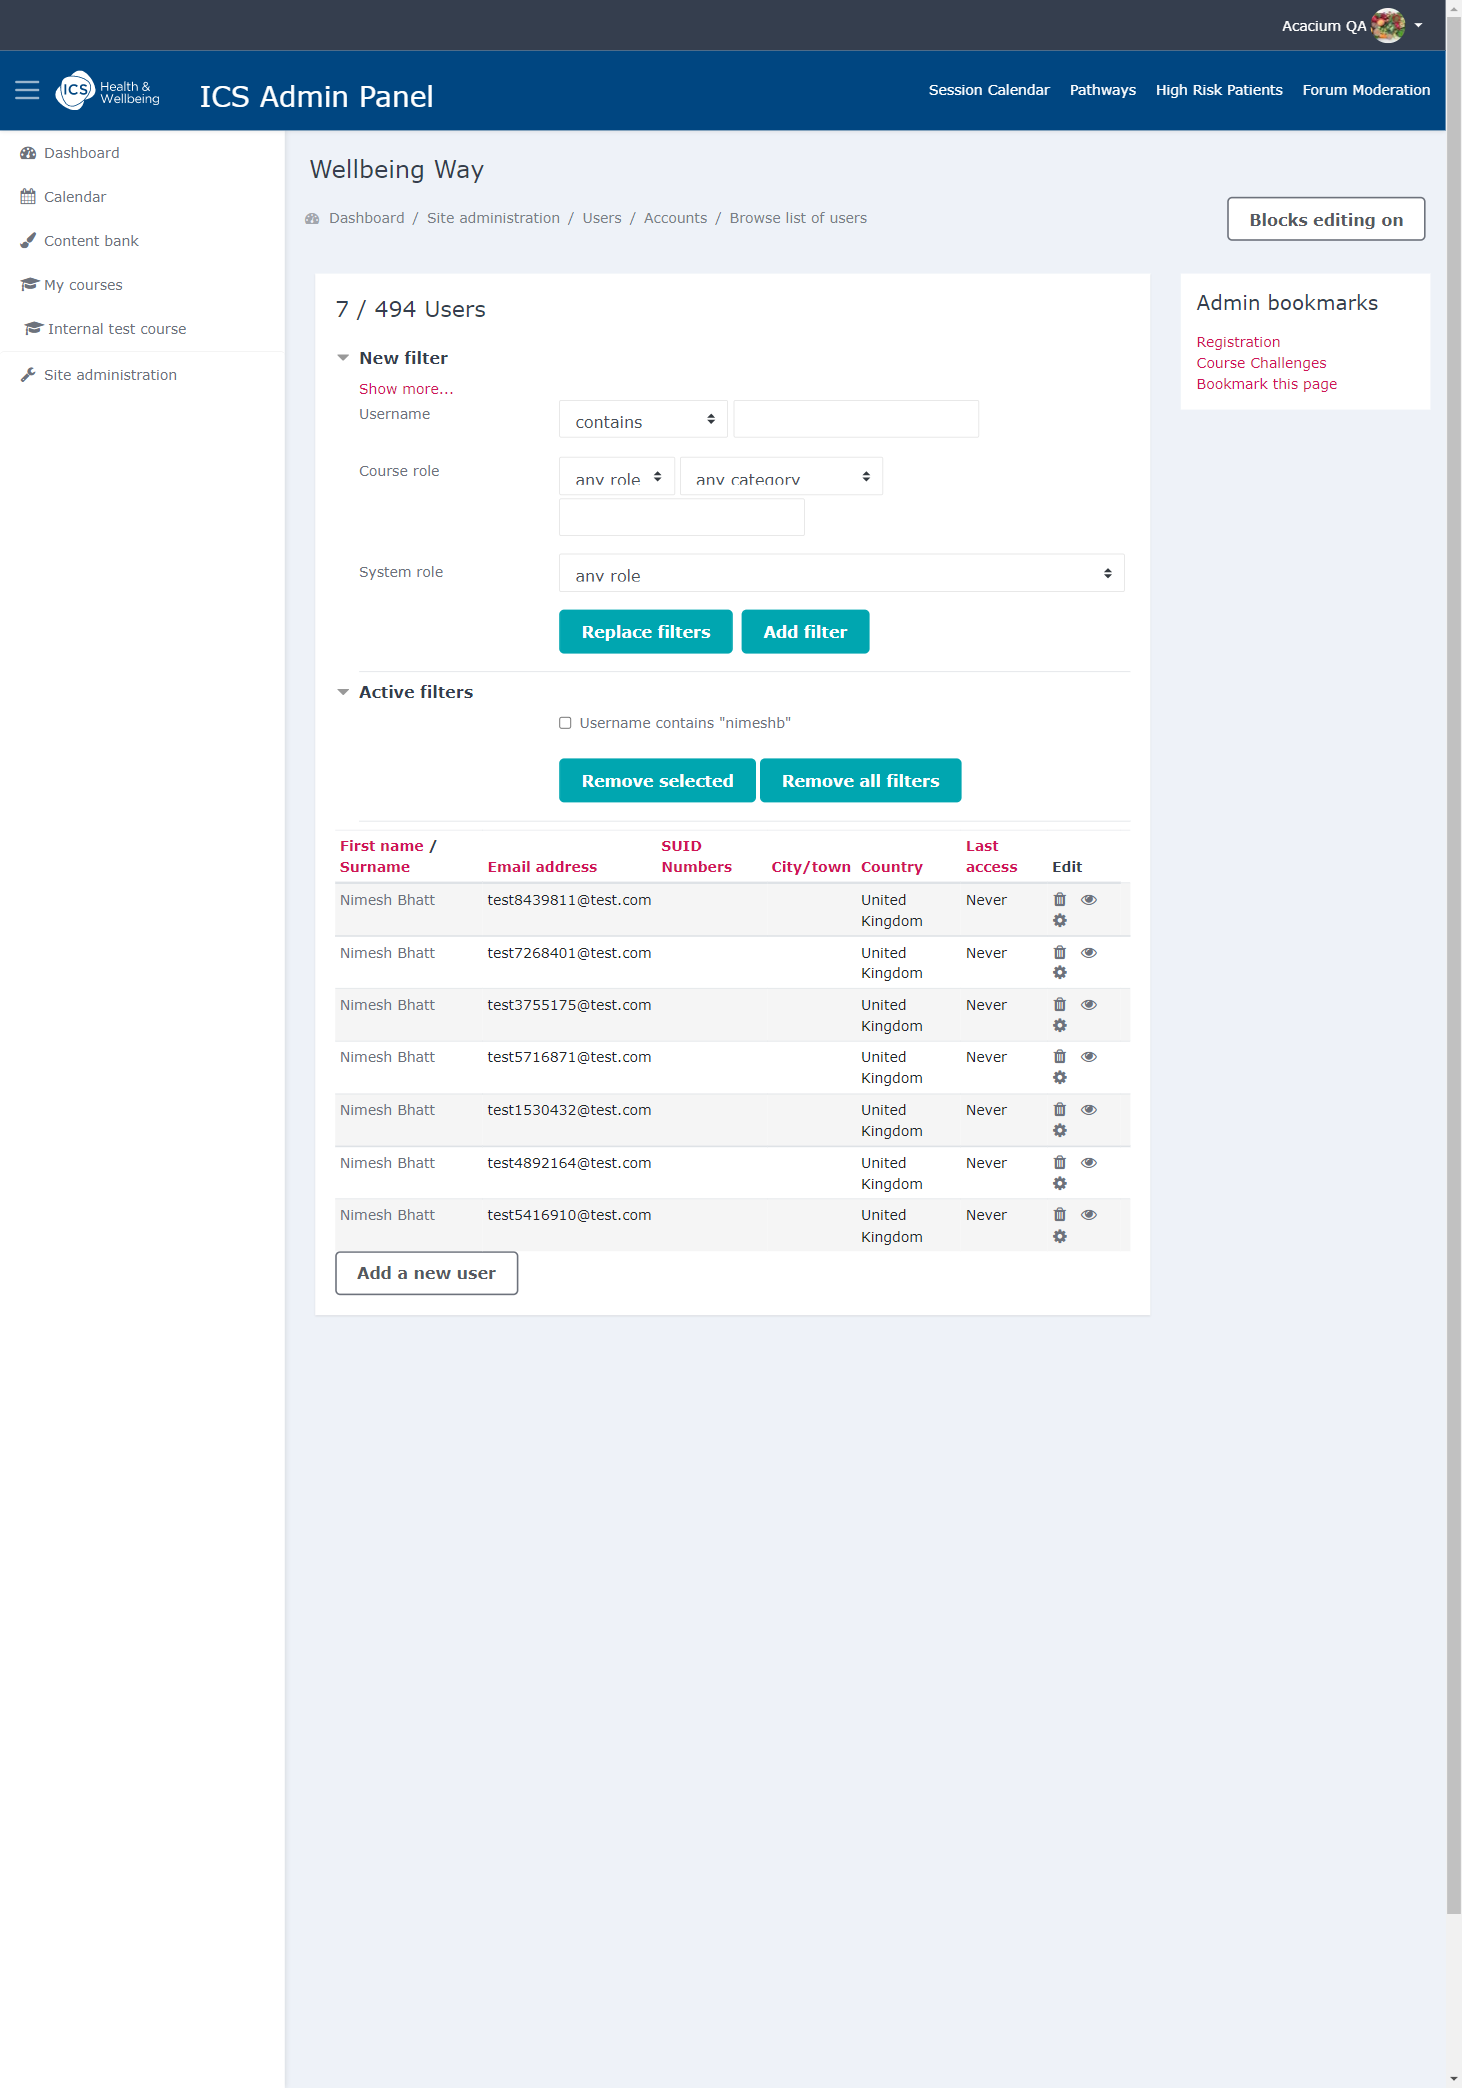 Acacium QA
ICS Health &
Wellbeing
ICS Admin Panel
Session Calendar Pathways High Risk Patients Forum Moderation
Dashboard
Calendar
Content bank
My courses
Internal test course
Site administration
Wellbeing Way
Dashboard / Site administration / Users / Accounts / Browse list of users
Blocks editing on
7 / 494 Users
New filter
Show more...
Username contains
Course role any role any category
System role any role
Replace filters Add filter
Active filters
Username contains "nimeshb"
Remove selected Remove all filters
First name / Surname Email address SUID Numbers City/town Country Last access Edit
Nimesh Bhatt test8439811@test.com United Kingdom Never
Nimesh Bhatt test7268401@test.com United Kingdom Never
Nimesh Bhatt test3755175@test.com United Kingdom Never
Nimesh Bhatt test5716871@test.com United Kingdom Never
Nimesh Bhatt test1530432@test.com United Kingdom Never
Nimesh Bhatt test4892164@test.com United Kingdom Never
Nimesh Bhatt test5416910@test.com United Kingdom Never
Add a new user
Admin bookmarks
Registration
Course Challenges
Bookmark this page